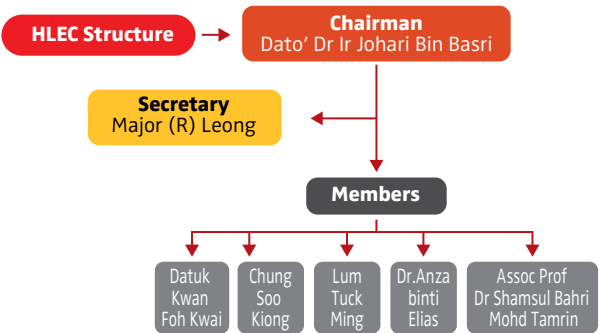 HLEC Structure
Chairman
Dato’ Dr Ir Johari Bin Basri
Secretary
Major (R) Leong
Members
Datuk
Kwan
Foh Kwai
Chung
Soo
Kiong
Lum
Tuck
Ming
Dr.Anza
binti
Elias
Assoc Prof
Dr Shamsul Bahri
Mohd Tamrin